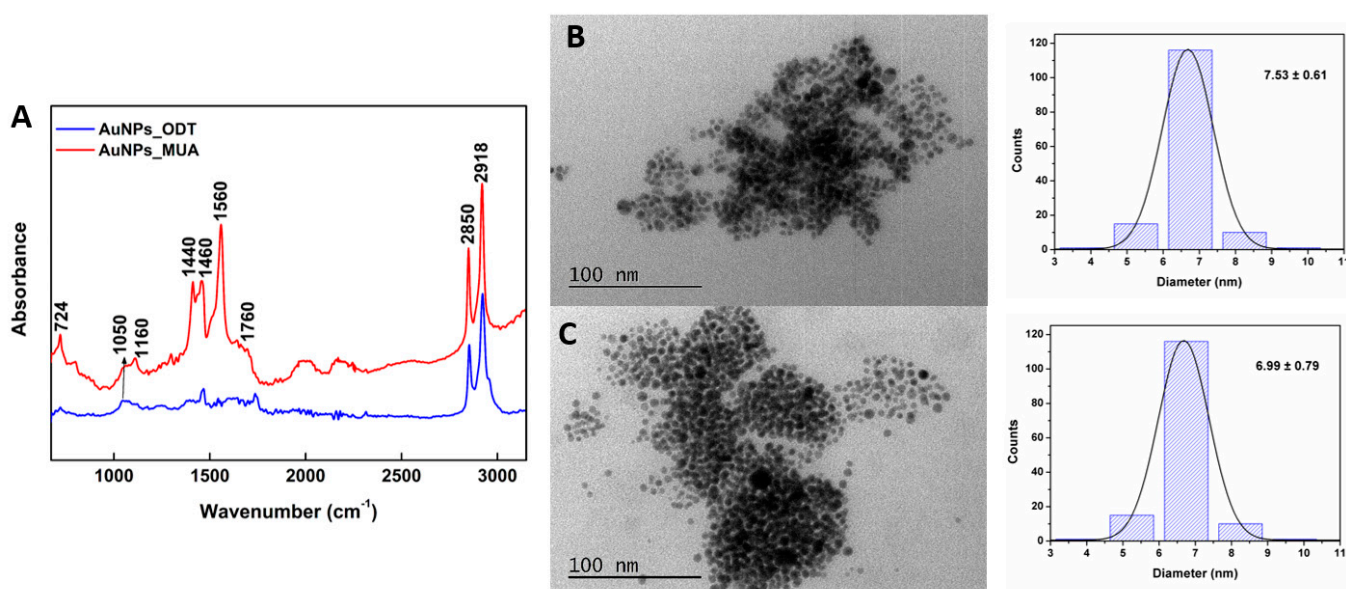 A
AuNPs_ODT
AuNPs_MUA
724
1050
1160
1440
1460
1560
1760
2850
2918
Absorbance
1000 1500 2000 2500 3000
Wavenumber (cm-1)
B
100 nm
120
100
80
60
40
20
0
Counts
7.53 ± 0.61
3 4 5 6 7 8 9 10 11
Diameter (nm)
C
100 nm
120
100
80
60
40
20
0
Counts
6.99 ± 0.79
3 4 5 6 7 8 9 10 11
Diameter (nm)